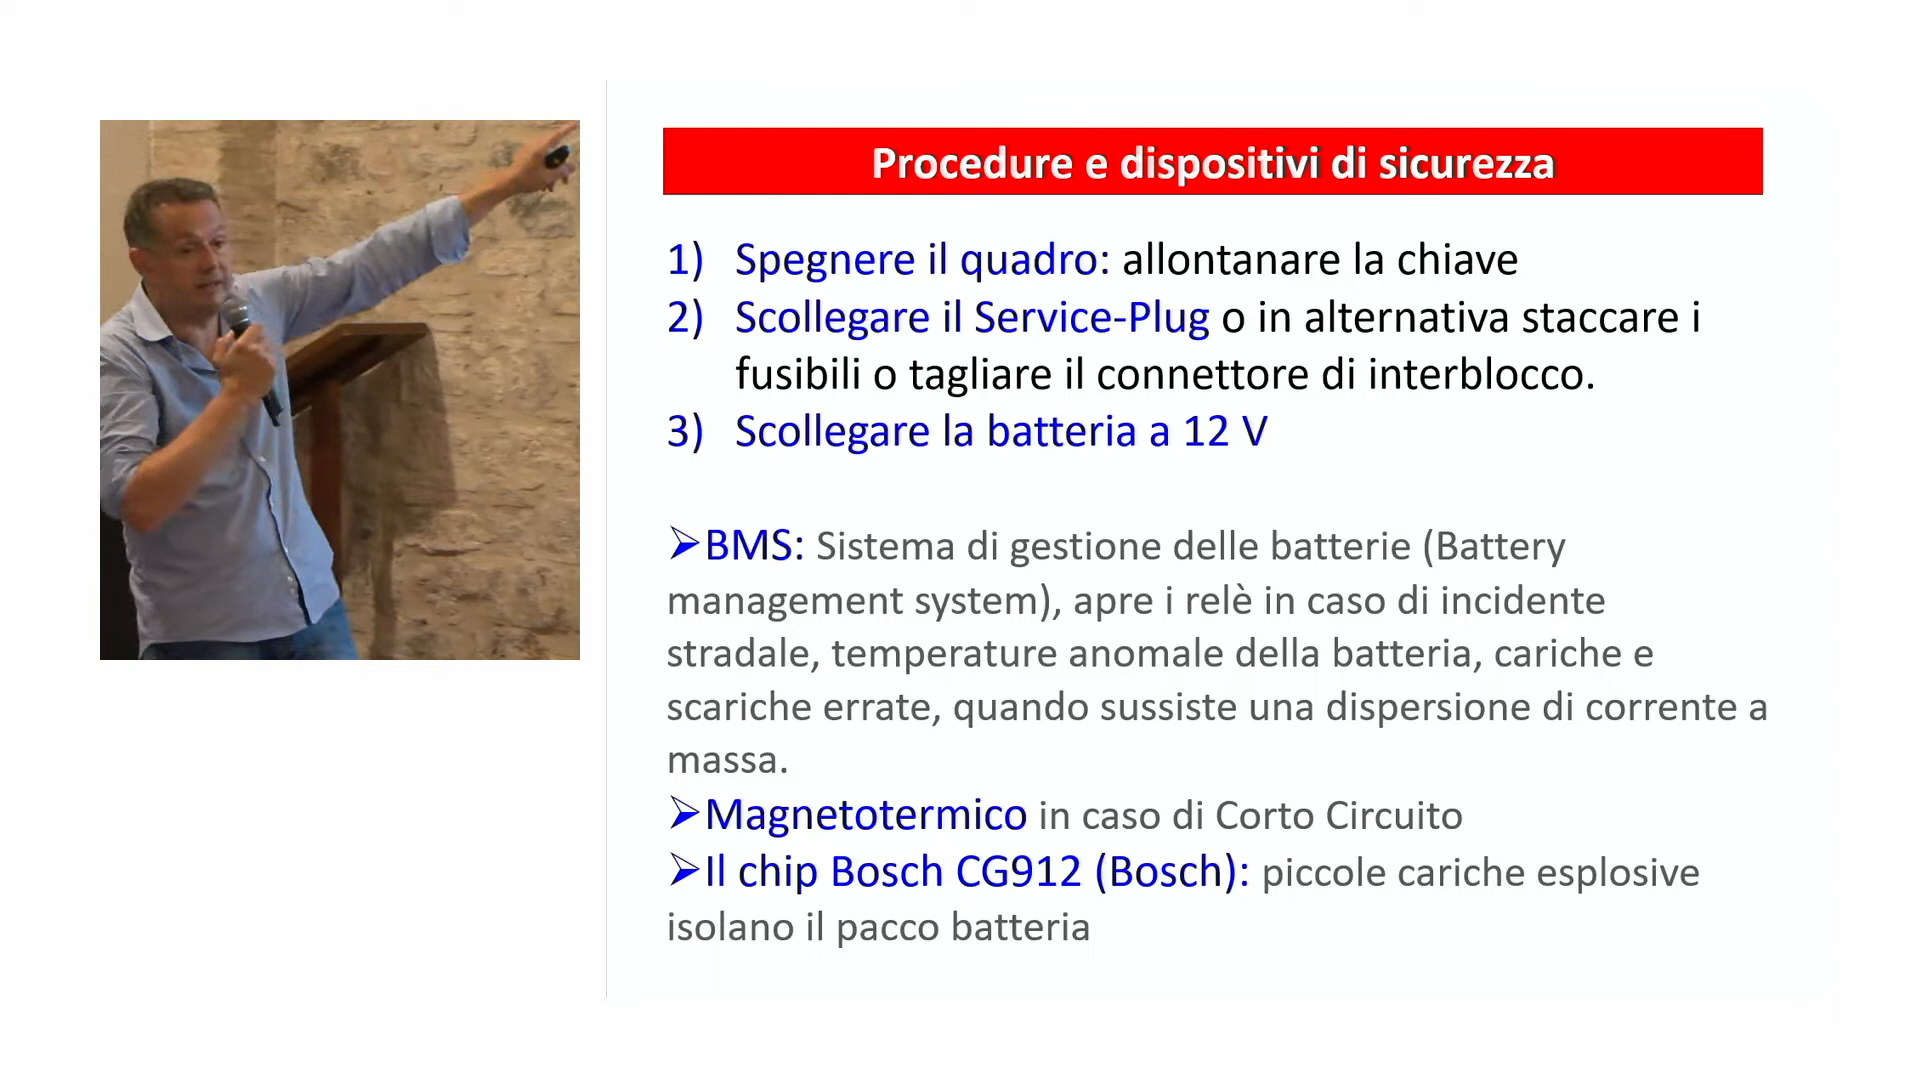 Procedure e dispositivi di sicurezza
1) Spegnere il quadro: allontanare la chiave
2) Scollegare il Service-Plug o in alternativa staccare i
fusibili o tagliare il connettore di interblocco.
3) Scollegare la batteria a 12 V
➢BMS: Sistema di gestione delle batterie (Battery
management system), apre i relè in caso di incidente
stradale, temperature anomale della batteria, cariche e
scariche errate, quando sussiste una dispersione di corrente a
massa.
➢Magnetotermico in caso di Corto Circuito
➢Il chip Bosch CG912 (Bosch): piccole cariche esplosive
isolano il pacco batteria